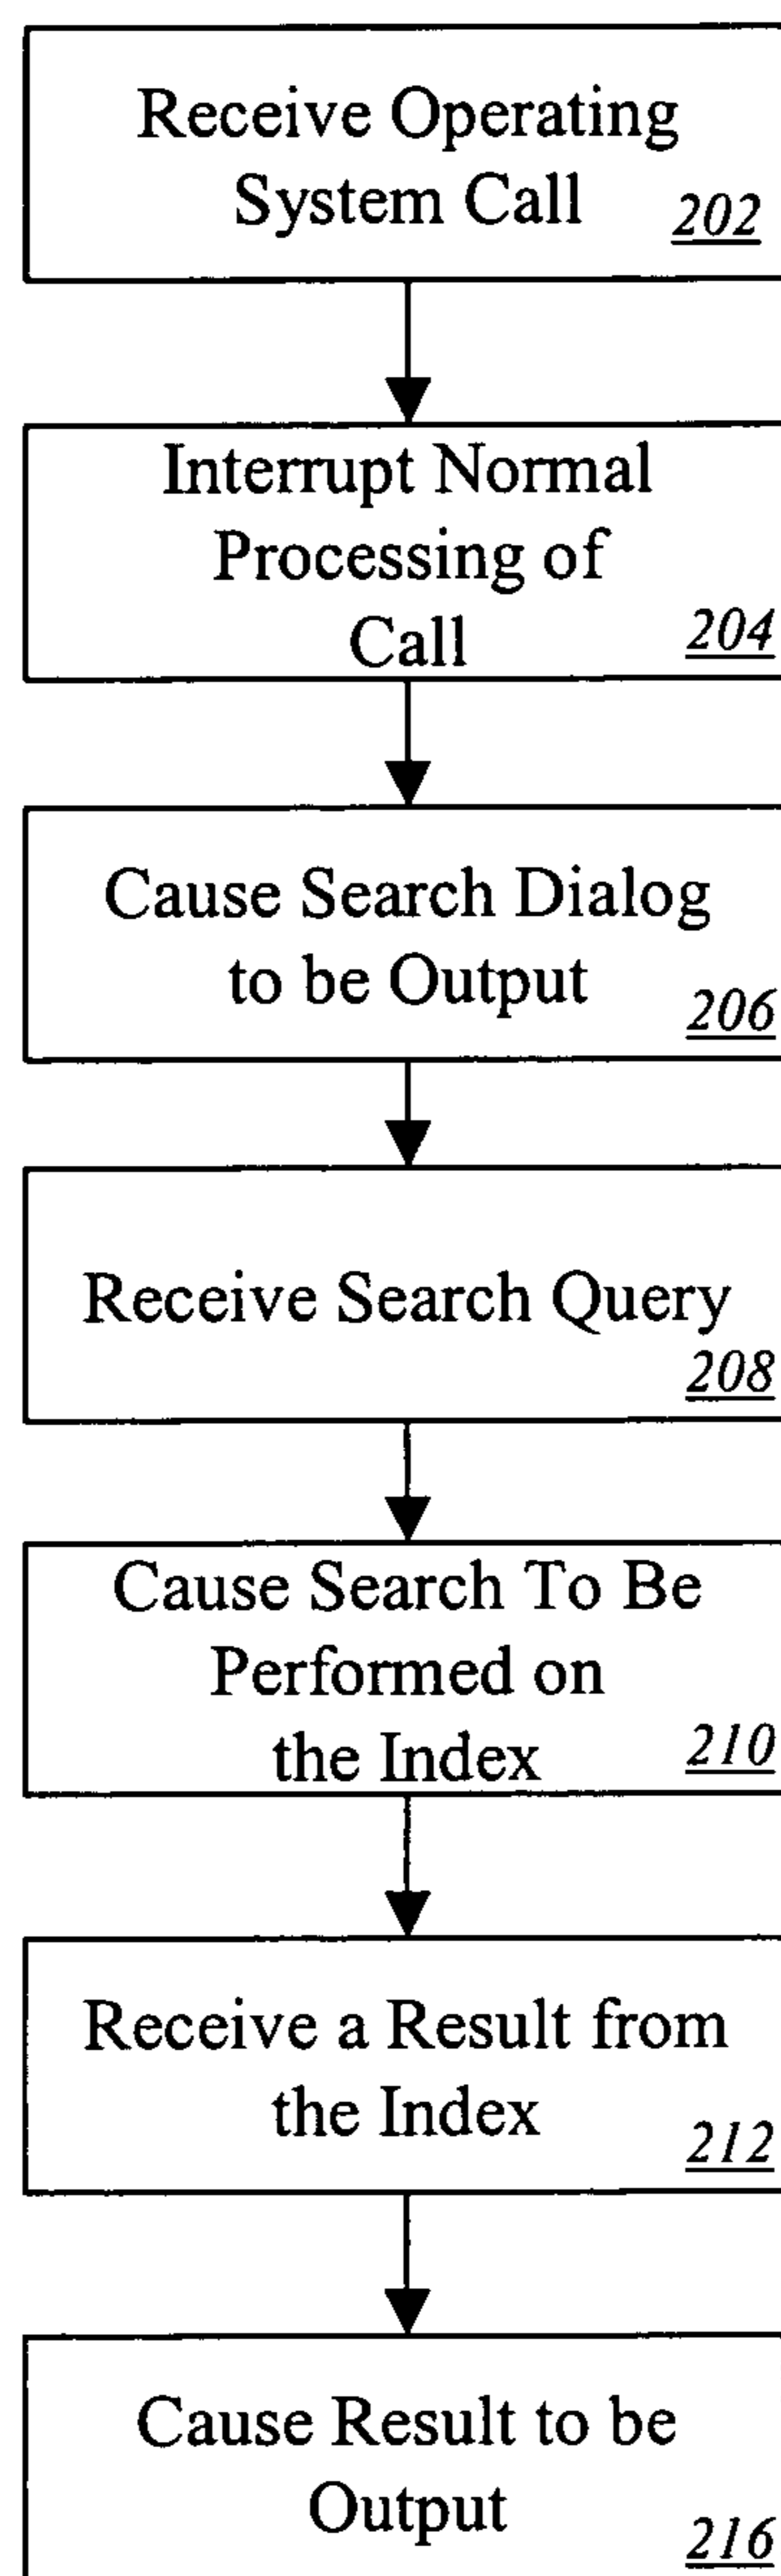 Receive Operating
System Call 202
Interrupt Normal
Processing of
Call 204
Cause Search Dialog
to be Output 206
Receive Search Query
208
Cause Search To Be
Performed on
the Index 210
Receive a Result from
the Index 212
Cause Result to be
Output 216